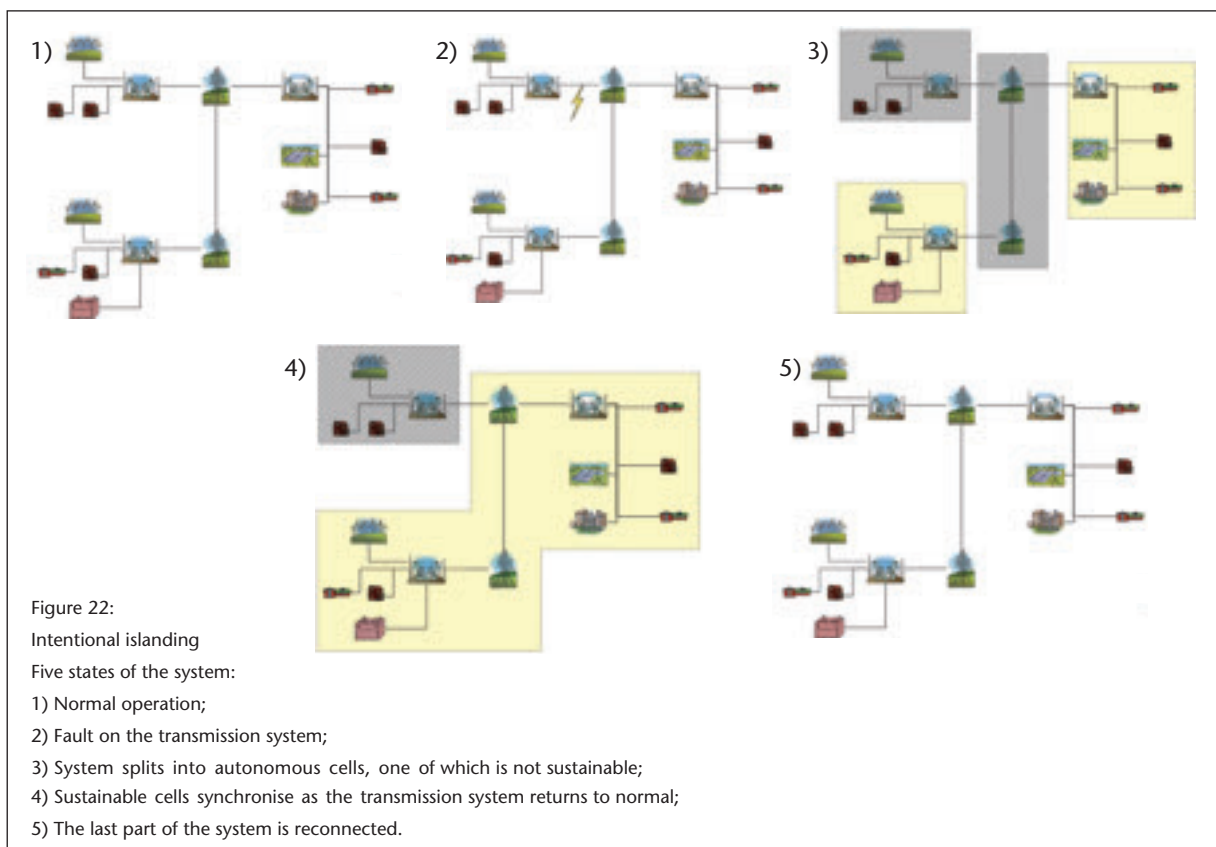 1)
2)
3)
4)
5)
Figure 22:
Intentional islanding
Five states of the system:
1) Normal operation;
2) Fault on the transmission system;
3) System splits into autonomous cells, one of which is not sustainable;
4) Sustainable cells synchronise as the transmission system returns to normal;
5) The last part of the system is reconnected.